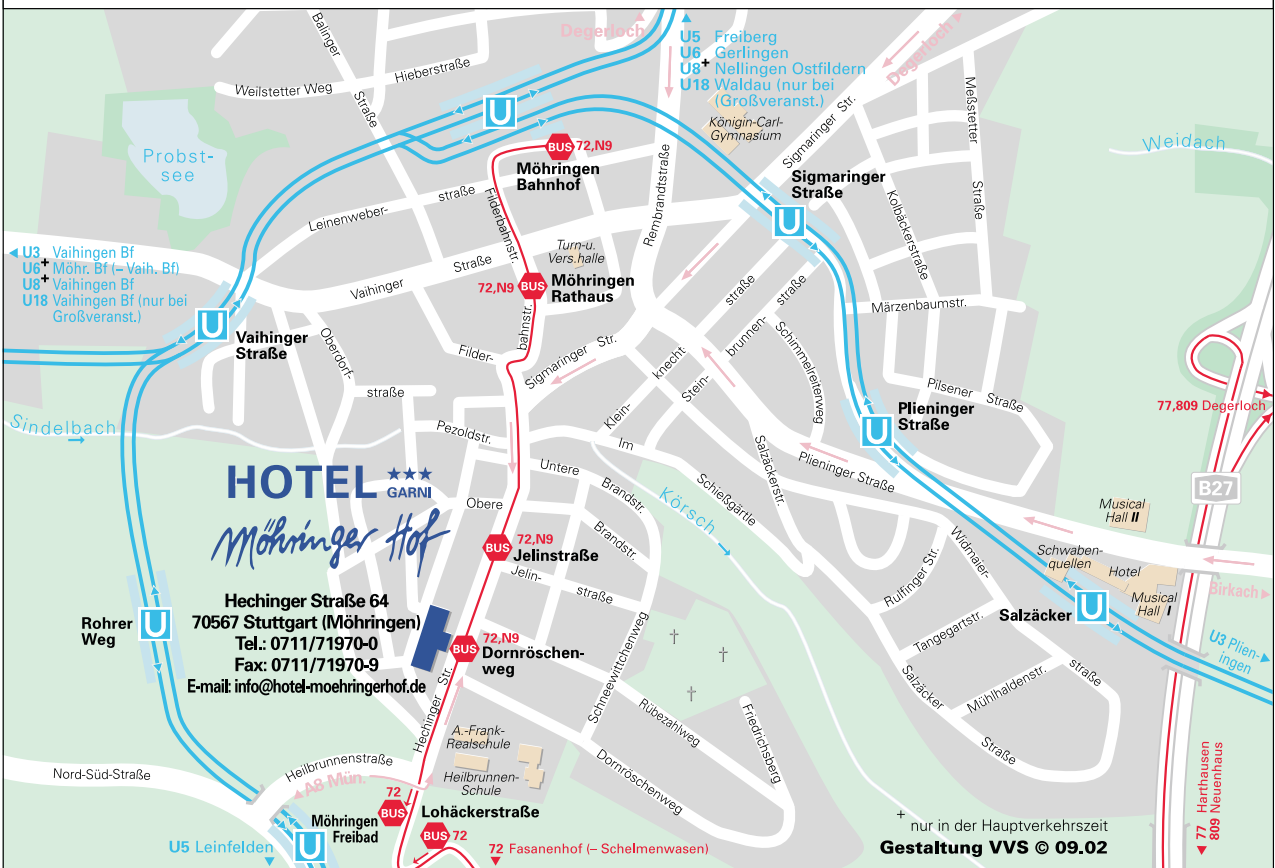 Balinger
Straße
Hieberstraße
Weilstetter Weg
Degerloch
U5 Freiberg
U6 Gerlingen
U8+ Nellingen Ostfildern
U18 Waldau (nur bei
(Großveranst.)
Degerloch
Meßstetter
Straße
Königin-Carl-
Gymnasium
Sigmaringer Str.
Weidach
Probst-
see
U
BUS 72,N9
Möhringen
Bahnhof
Sigmaringer
Straße
U
Leinenweber-
straße
Filderbahnstr.
Rembrandtstraße
Kolbäckerstraße
U3 Vaihingen Bf
U6+ Möhr. Bf (– Vaih. Bf)
U8+ Vaihingen Bf
U18 Vaihingen Bf (nur bei
Großveranst.)
Turn-u.
Vers.halle
Vaihinger
Straße
72,N9 BUS Möhringen
Rathaus
Märzenbaumstr.
U
Vaihinger
Straße
Oberdorf-
straße
Filder-
bahnstr.
Sigmaringer Str.
Klein-
knecht-
straße
Stein-
brunnen-
straße
Schimmelreiterweg
Pilsener Straße
77,809 Degerloch
Plieninger
Straße
U
Sindelbach
Pezoldstr.
Im
Schießgärtle
Salzäckerstr.
Plieninger Straße
HOTEL ★★★
GARNI
Möhringer Hof
Untere
Brandstr.
Obere
Brandstr.
Körsch
B27
Musical
Hall II
72,N9
BUS Jelinstraße
Jelin-
straße
Schwaben-
quellen
Hotel
Musical
Hall I
Widmaier-
straße
Rulfinger Str.
Birkach
Hechinger Straße 64
70567 Stuttgart (Möhringen)
Tel.: 0711/71970-0
Fax: 0711/71970-9
E-mail: info@hotel-moehringerhof.de
Rohrer
Weg
U
Salzäcker
U
Tangegartstr.
72,N9
BUS Dornröschen-
weg
Schneewittchenweg
U3 Plien-
ingen
Salzäcker
Straße
Mühlhaldenstr.
Hechinger Str.
Rübezahlweg
Friedrichsberg
Dornröschenweg
A.-Frank-
Realschule
Heilbrunnen-
Schule
Nord-Süd-Straße
Heilbrunnenstraße
A8 Mün.
72
BUS
Möhringen
Freibad
Lohäckerstraße
BUS 72
U
U5 Leinfelden
72 Fasanenhof (– Schelmenwasen)
77 Harthausen
809 Neuenhaus
+ nur in der Hauptverkehrszeit
Gestaltung VVS © 09.02